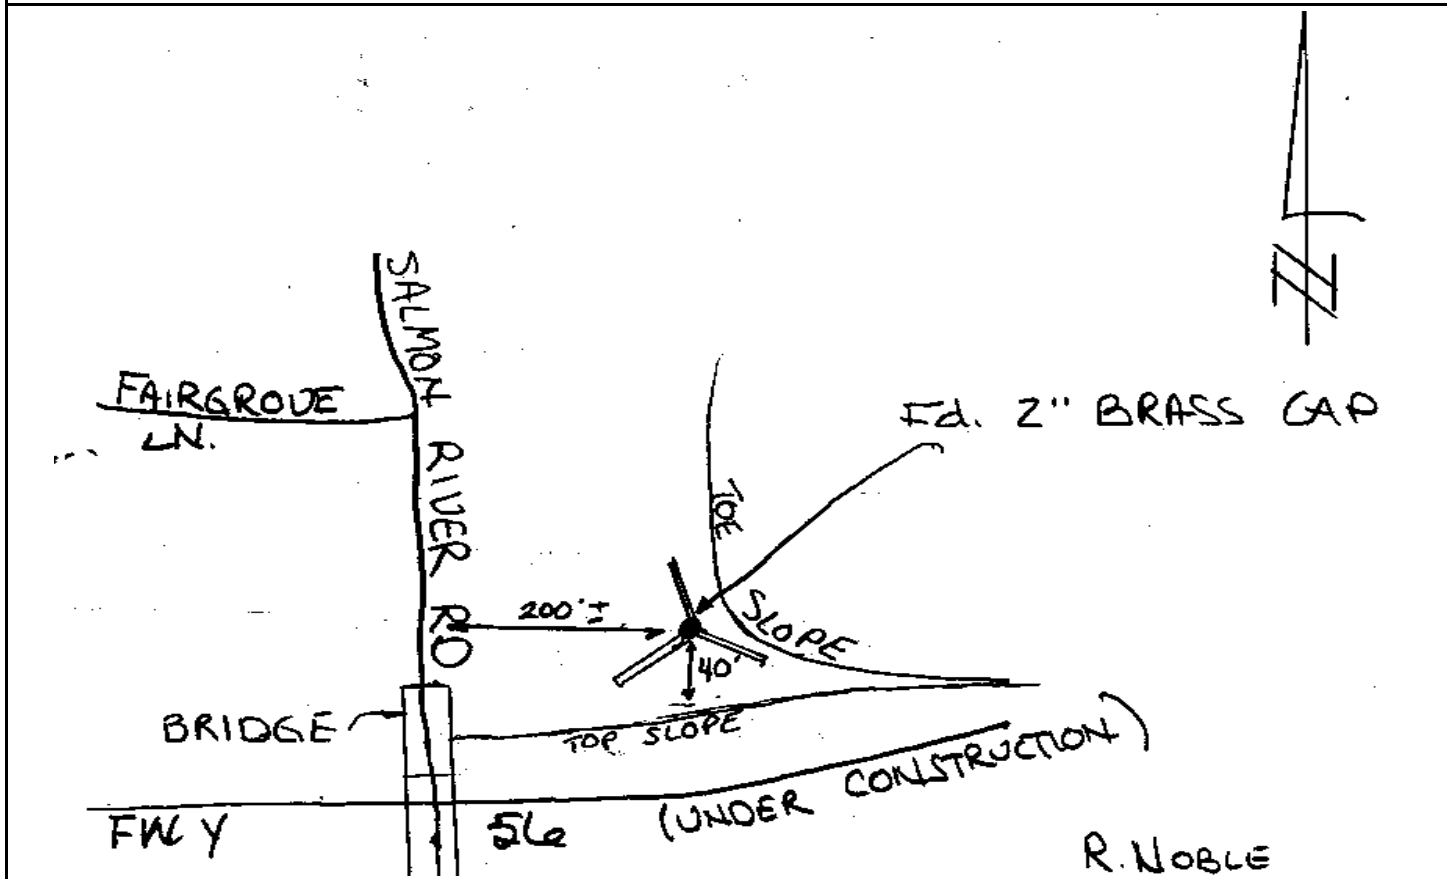 N
SALMON RIVER RD
FAIRGROVE
LN.
Fd. 2" BRASS CAP
TOE
SLOPE
200'±
40'
BRIDGE
TOP SLOPE
(UNDER CONSTRUCTION)
FWY 56
R. NOBLE